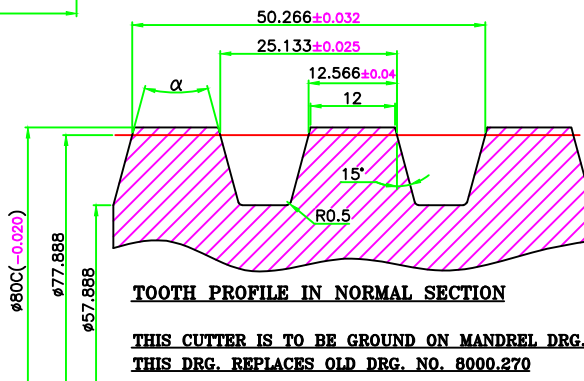 50.266±0.032
25.133±0.025
12.566±0.04
12
α
15°
R0.5
ø80C(-0.020)
ø77.888
ø57.888
TOOTH PROFILE IN NORMAL SECTION
THIS CUTTER IS TO BE GROUND ON MANDREL DRG.
THIS DRG. REPLACES OLD DRG. NO. 8000.270